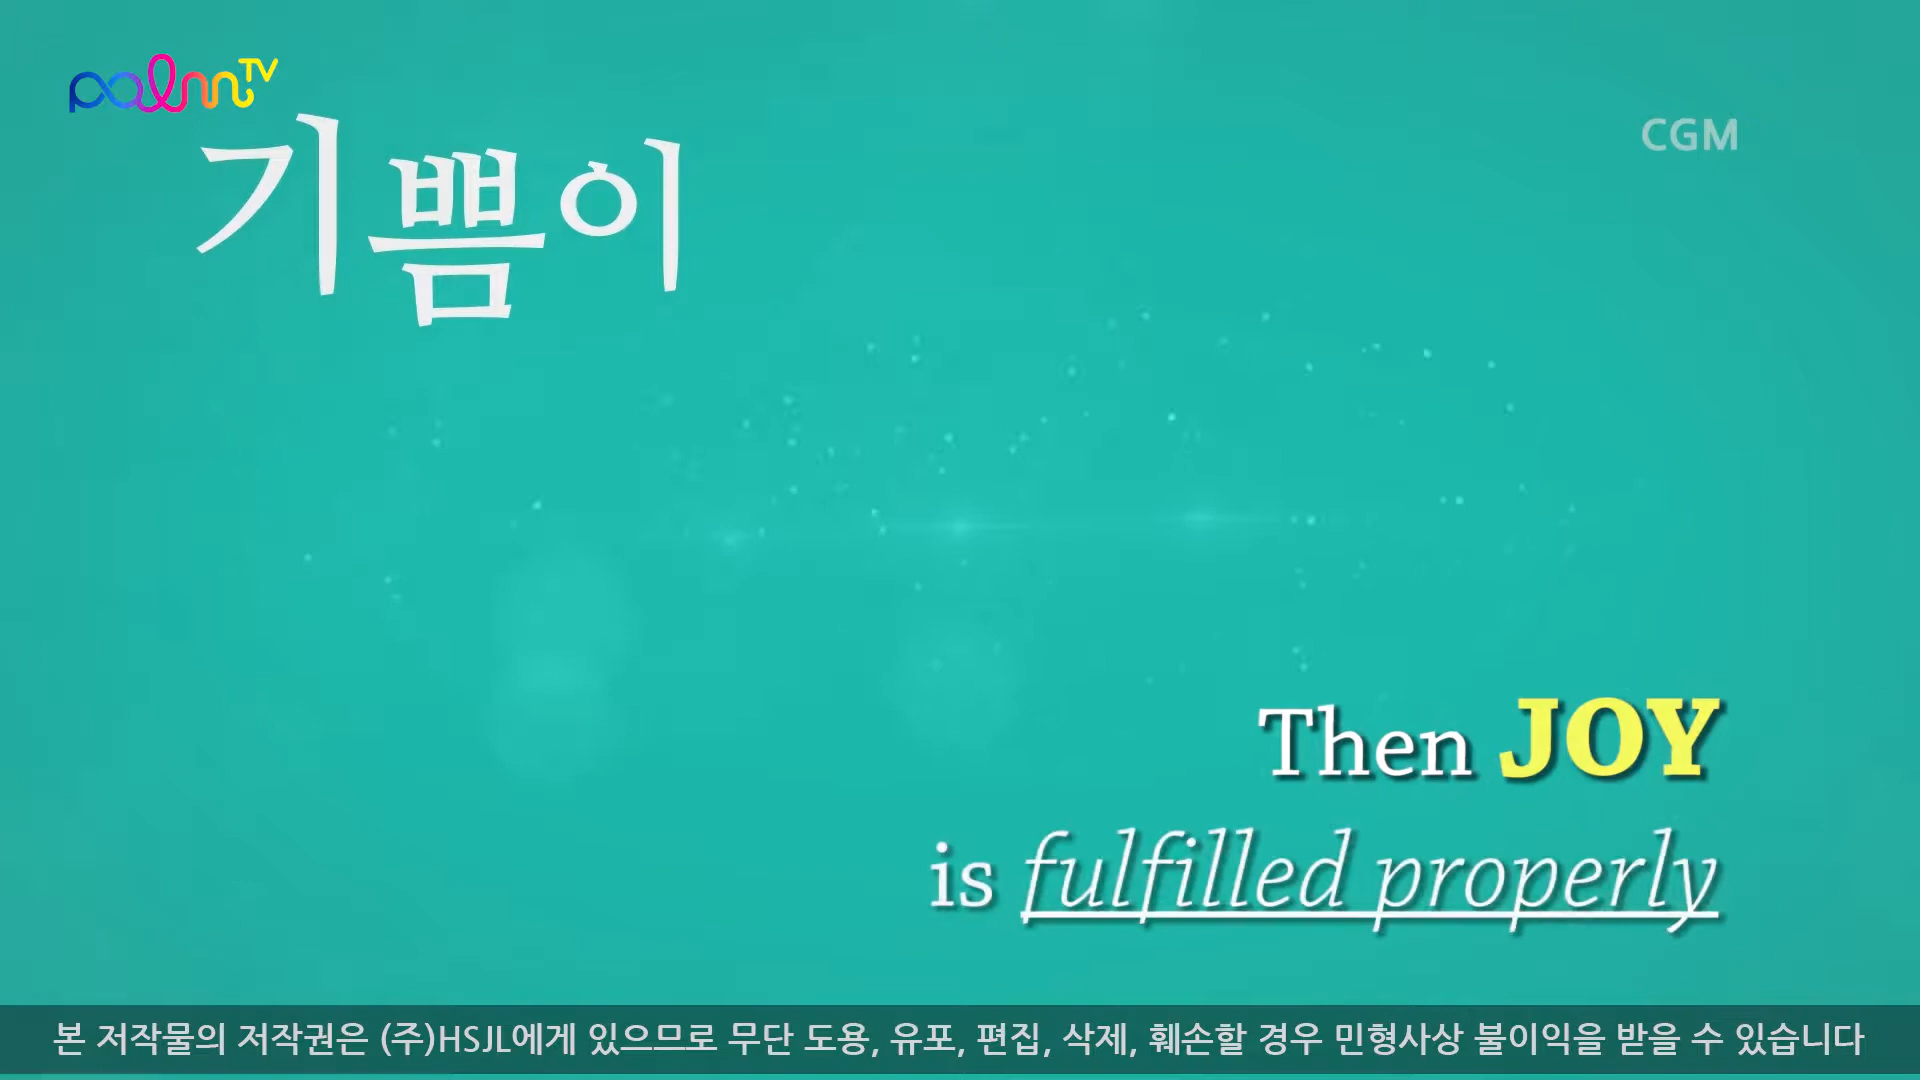 palm TV
CGM
기쁨이
Then JOY
is fulfilled properly
본 저작물의 저작권은 (주)HSJL에게 있으므로 무단 도용, 유포, 편집, 삭제, 훼손할 경우 민형사상 불이익을 받을 수 있습니다